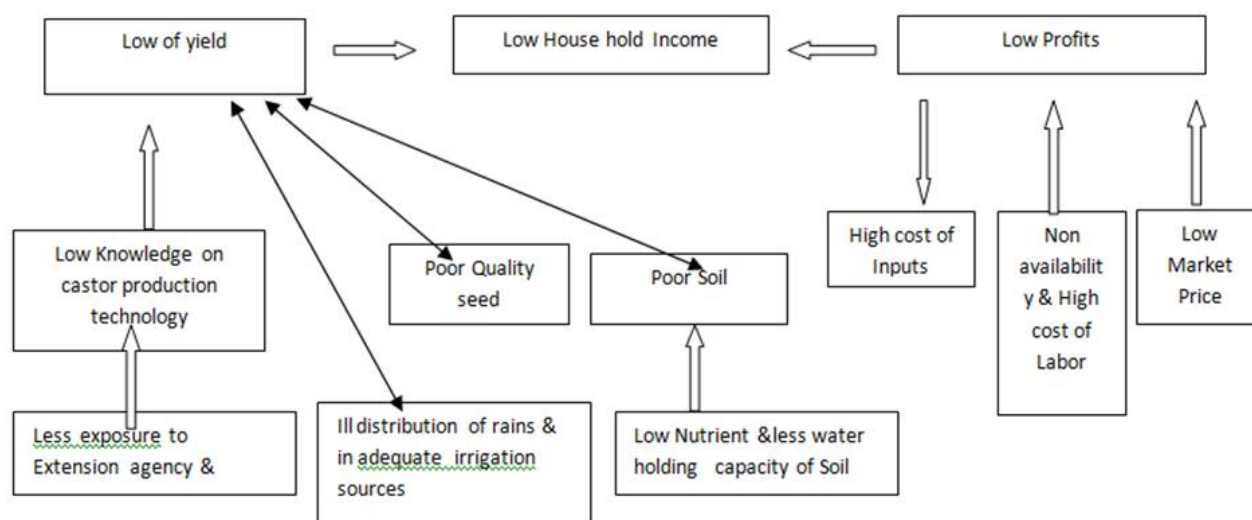 Low of yield
Low House hold Income
Low Profits
Low Knowledge on
castor production
technology
Poor Quality
seed
Poor Soil
High cost of
Inputs
Non
availabilit
y & High
cost of
Labor
Low
Market
Price
Less exposure to
Extension agency &
Ill distribution of rains &
in adequate irrigation
sources
Low Nutrient &less water
holding capacity of Soil